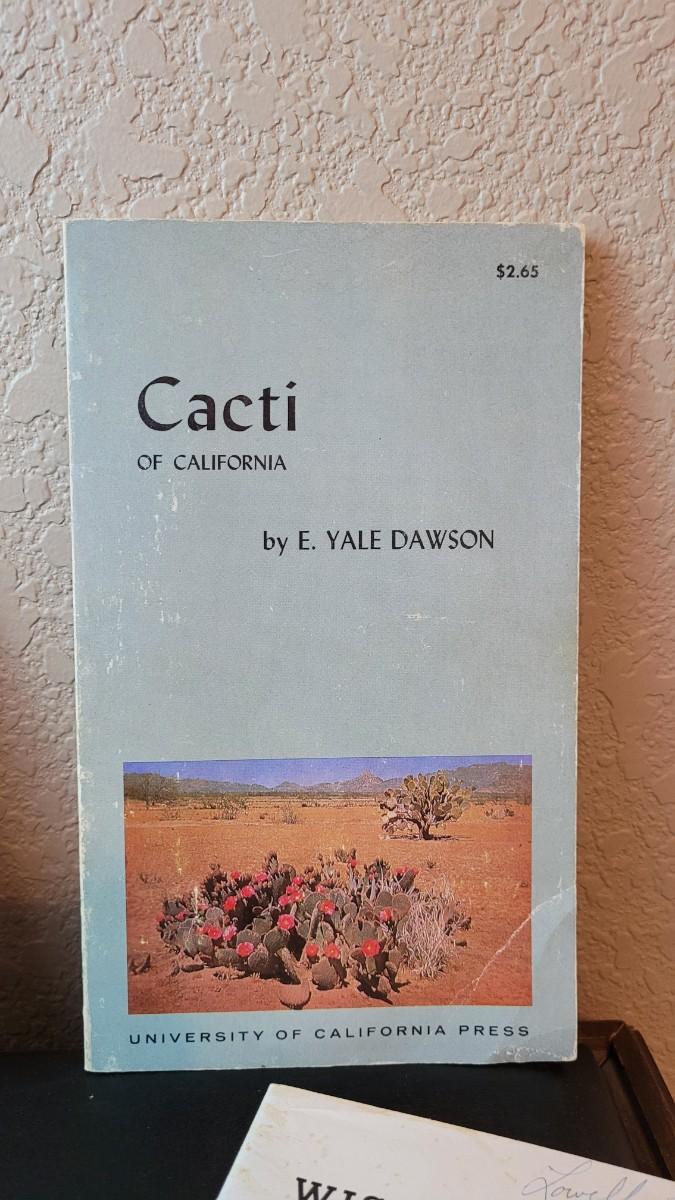 $2.65
Cacti
OF CALIFORNIA
by E. YALE DAWSON
UNIVERSITY OF CALIFORNIA PRESS